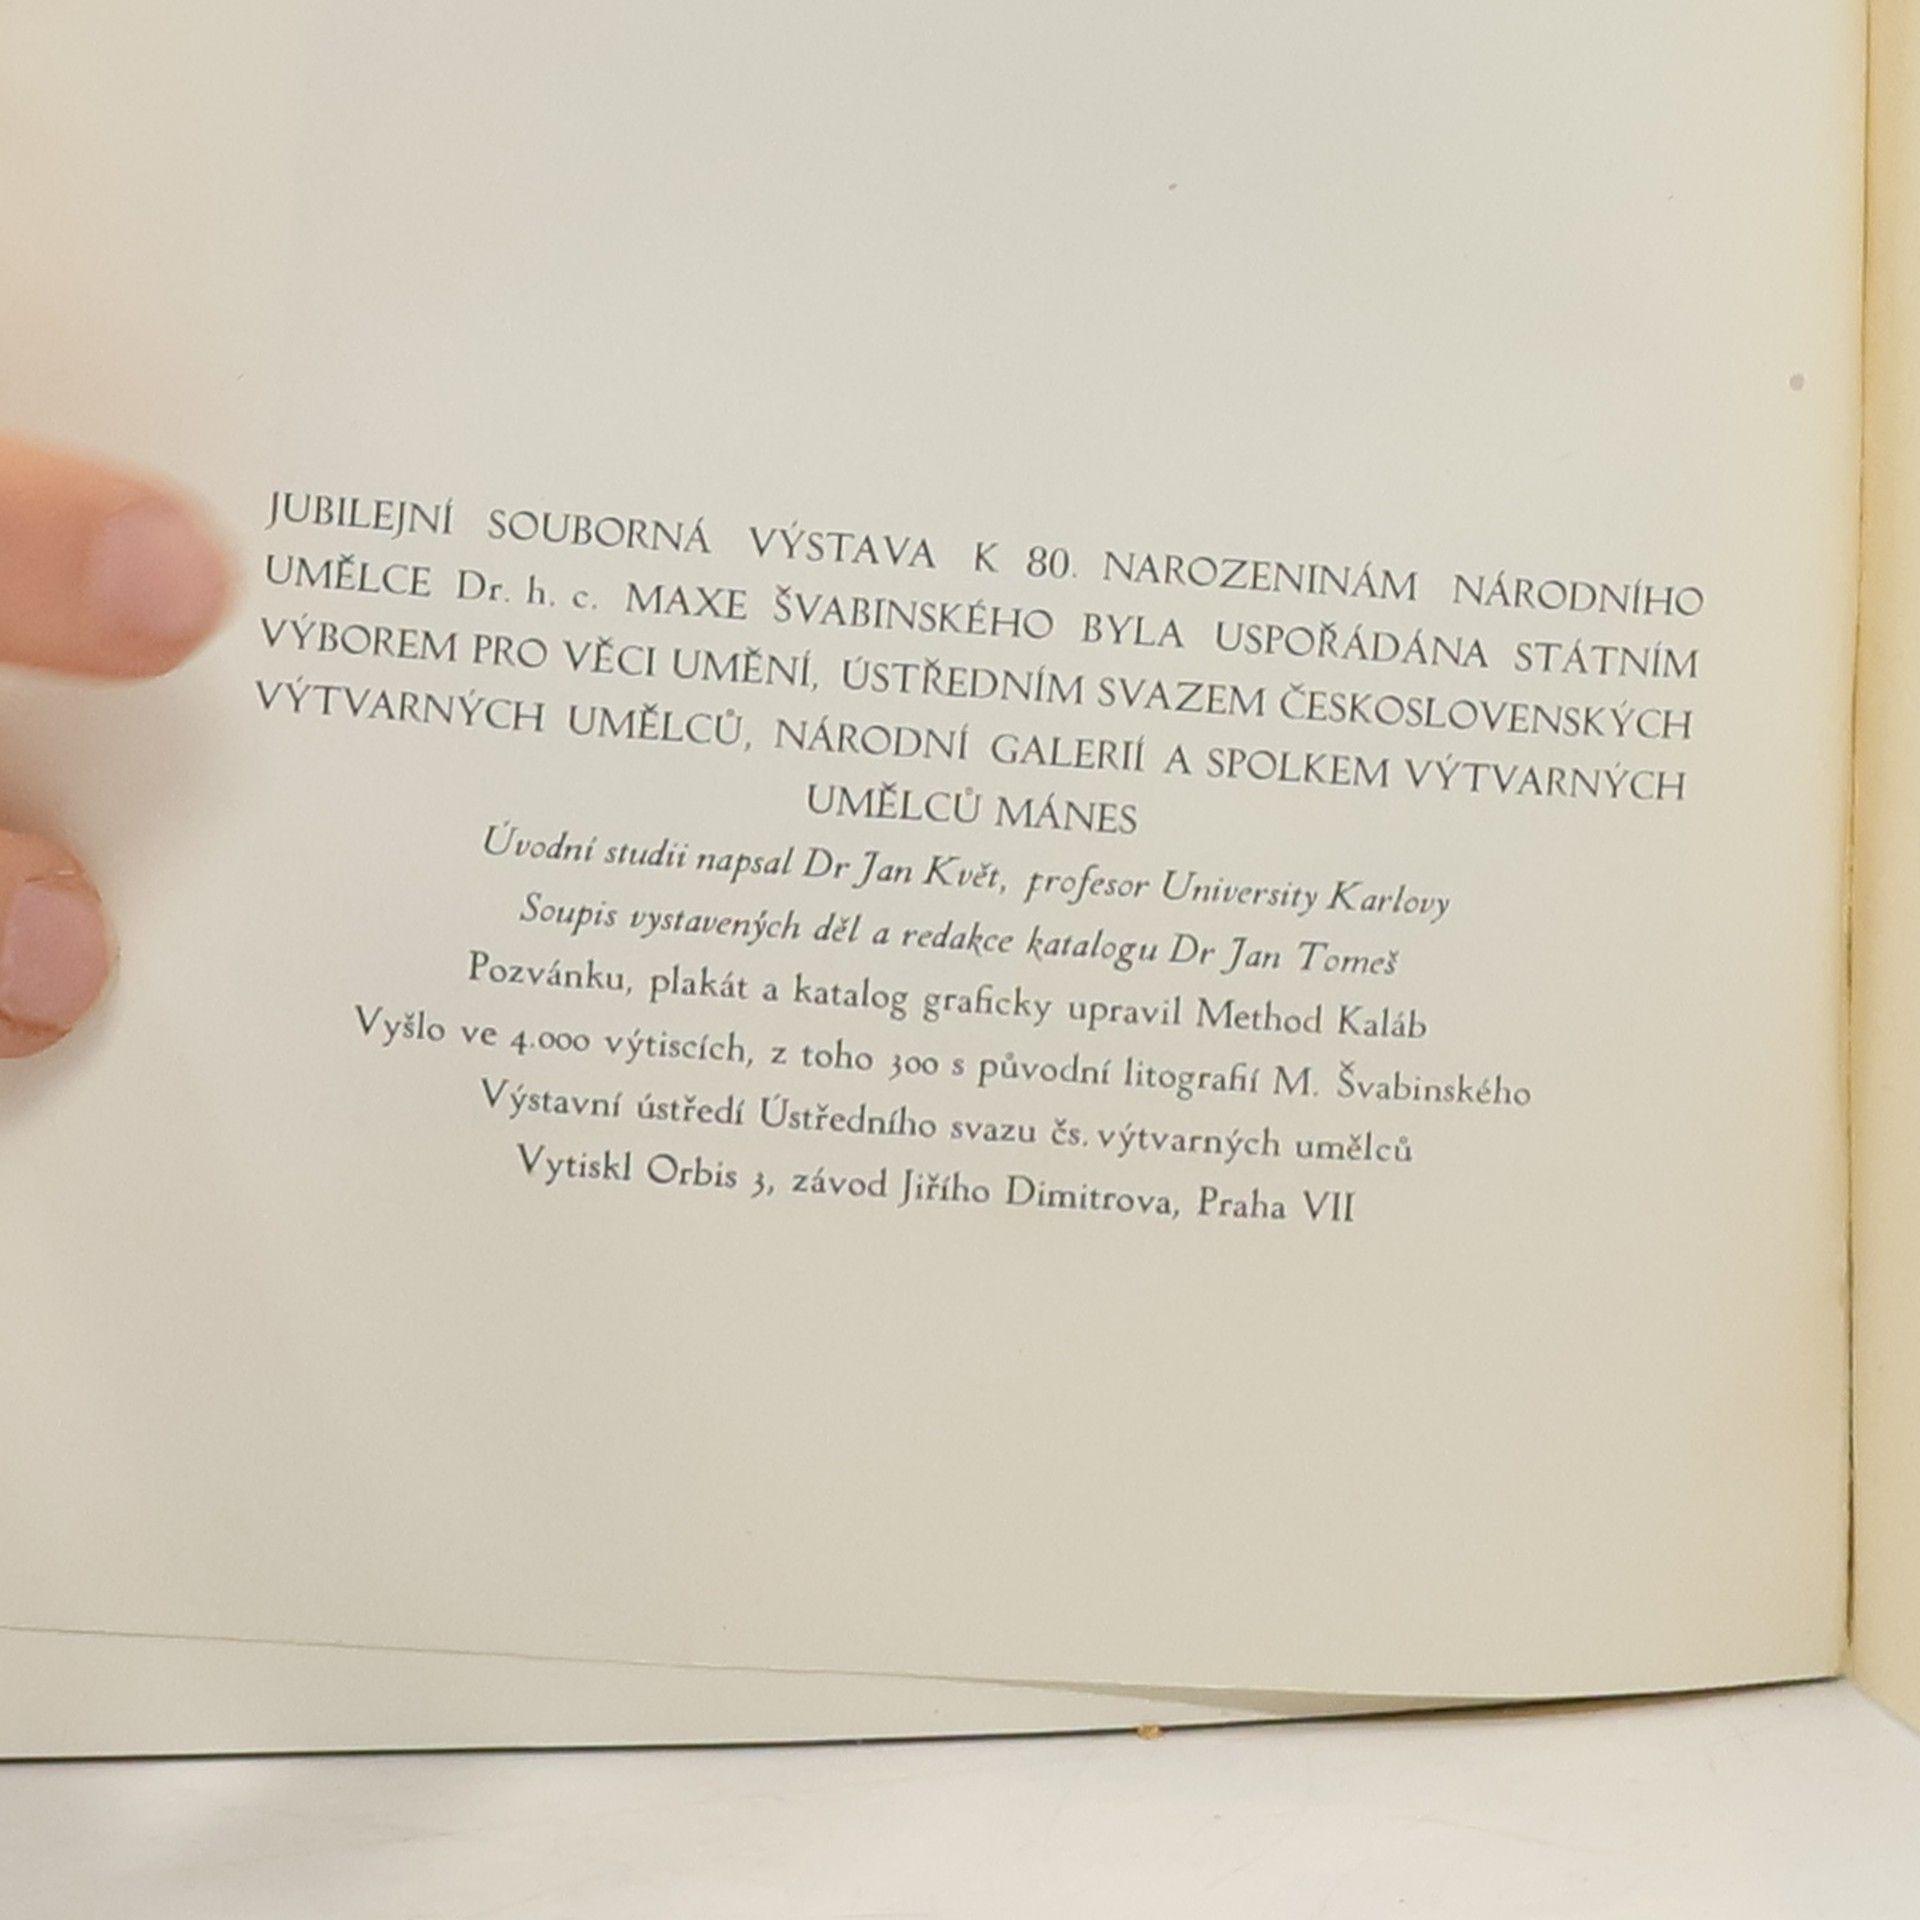 JUBILEJNÍ SOUBORNÁ VÝSTAVA K 80. NAROZENINÁM NÁRODNÍHO
UMĚLCE Dr. h. c. MAXE ŠVABINSKÉHO BYLA USPOŘÁDÁNA STÁTNÍM
VÝBOREM PRO VĚCI UMĚNÍ, ÚSTŘEDNÍM SVAZEM ČESKOSLOVENSKÝCH
VÝTVARNÝCH UMĚLCŮ, NÁRODNÍ GALERIÍ A SPOLKEM VÝTVARNÝCH
UMĚLCŮ MÁNES
Úvodní studii napsal Dr Jan Květ, profesor University Karlovy
Soupis vystavených děl a redakce katalogu Dr Jan Tomeš
Pozvánku, plakát a katalog graficky upravil Method Kaláb
Vyšlo ve 4.000 výtiscích, z toho 300 s původní litografií M. Švabinského
Výstavní ústředí Ústředního svazu čs. výtvarných umělců
Vytiskl Orbis 3, závod Jiřího Dimitrova, Praha VII